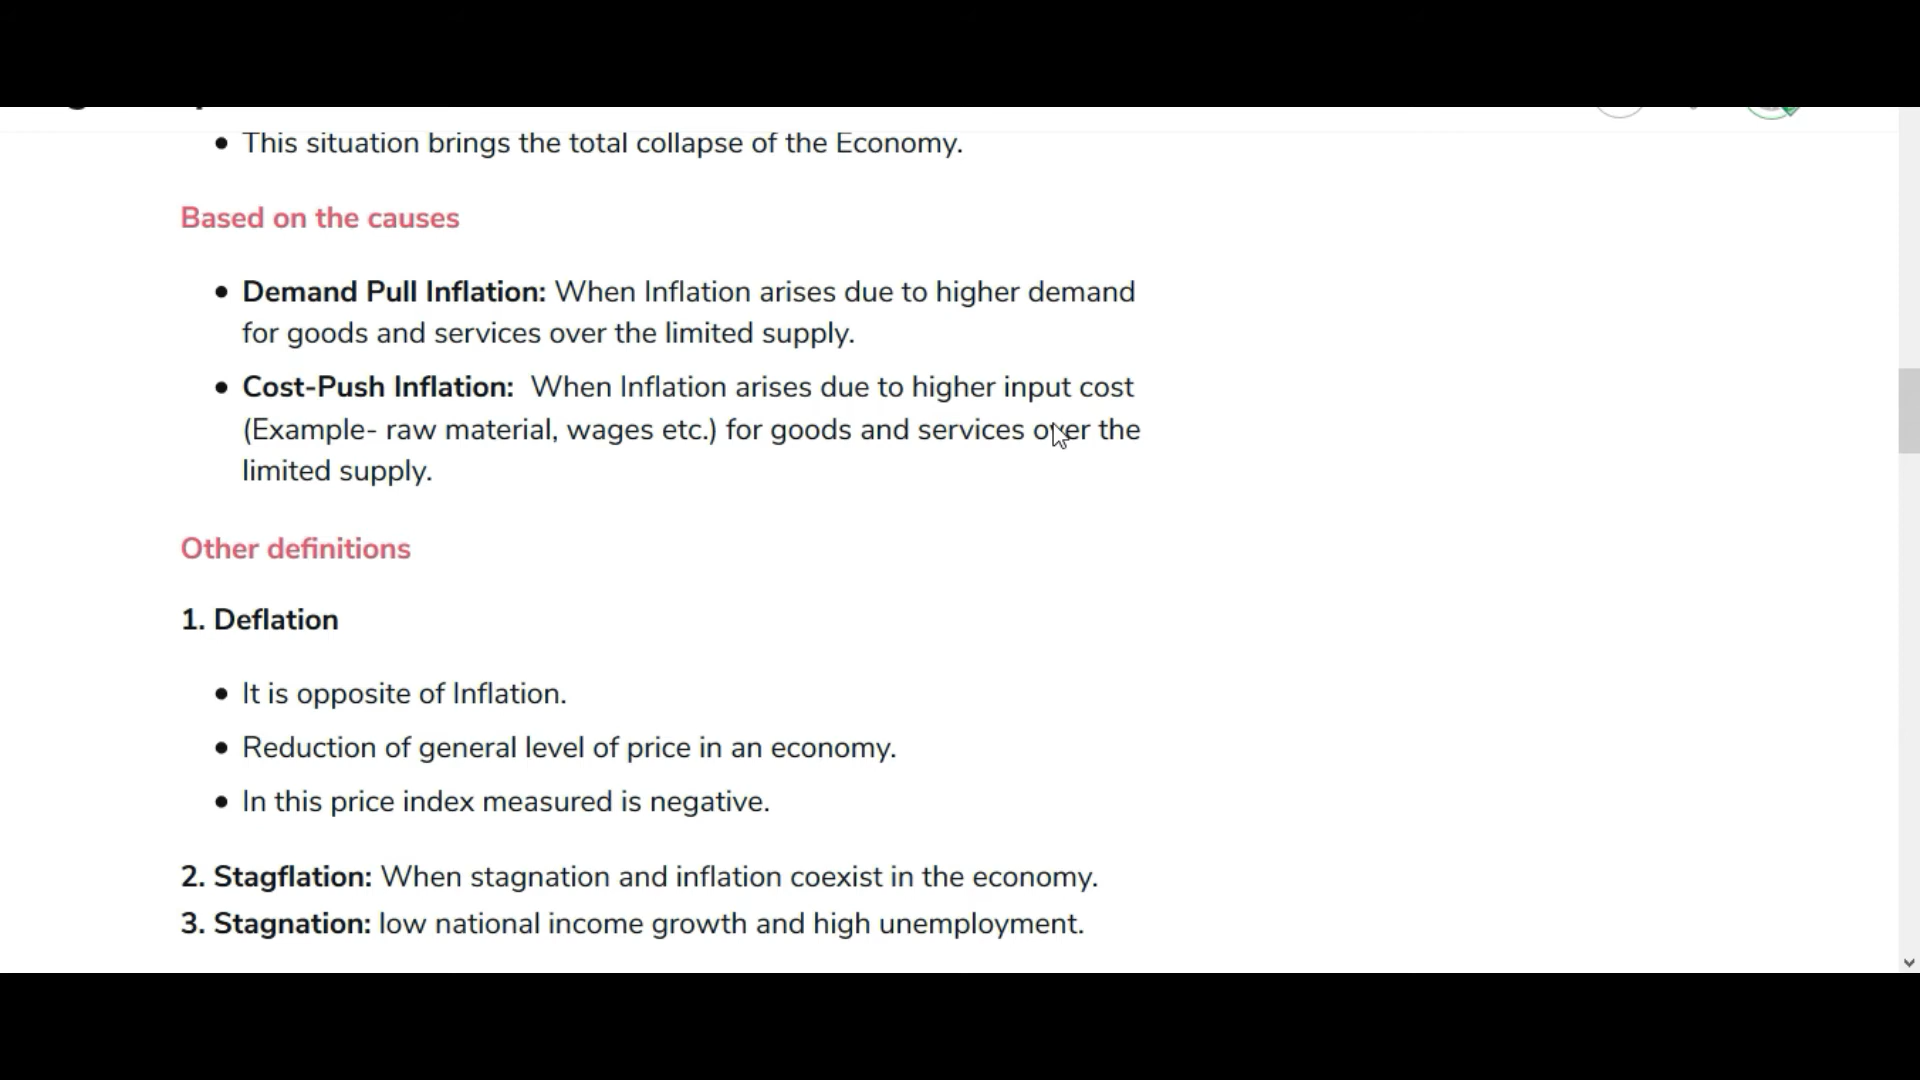 This situation brings the total collapse of the Economy.
Based on the causes
Demand Pull Inflation: When Inflation arises due to higher demand
for goods and services over the limited supply.
Cost-Push Inflation: When Inflation arises due to higher input cost
(Example- raw material, wages etc.) for goods and services over the
limited supply.
Other definitions
1. Deflation
It is opposite of Inflation.
Reduction of general level of price in an economy.
In this price index measured is negative.
2. Stagflation: When stagnation and inflation coexist in the economy.
3. Stagnation: low national income growth and high unemployment.